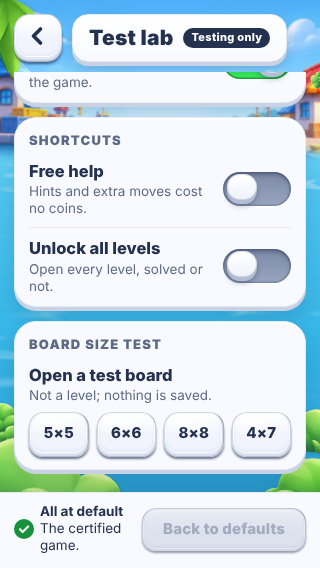 Test lab Testing only
the game.
SHORTCUTS
Free help
Hints and extra moves cost
no coins.
Unlock all levels
Open every level, solved or
not.
BOARD SIZE TEST
Open a test board
Not a level; nothing is saved.
5×5 6×6 8×8 4×7
All at default
The certified
game.
Back to defaults